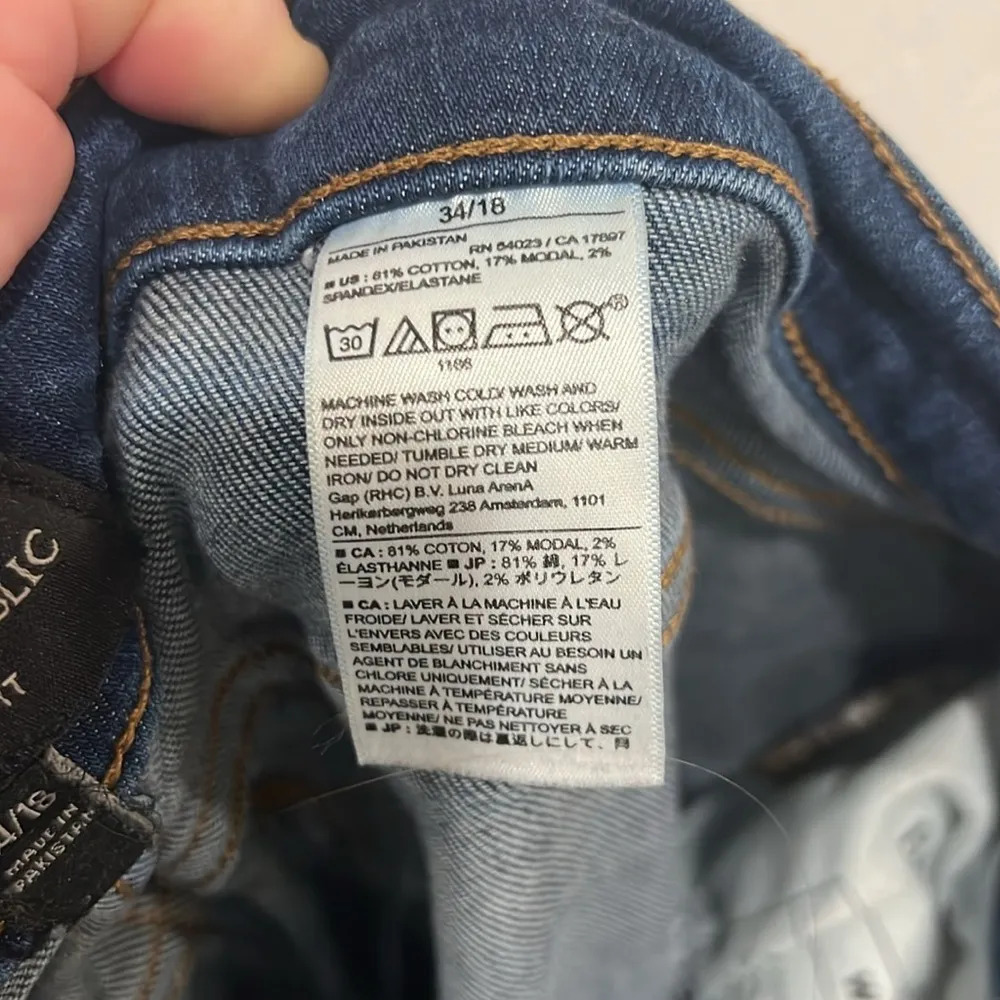 34/18
MADE IN PAKISTAN RN 54023 / CA 17897
■ US : 81% COTTON, 17% MODAL, 2%
SPANDEX/ELASTANE
30
1106
MACHINE WASH COLD/ WASH AND
DRY INSIDE OUT WITH LIKE COLORS/
ONLY NON-CHLORINE BLEACH WHEN
NEEDED/ TUMBLE DRY MEDIUM/ WARM
IRON/ DO NOT DRY CLEAN
Gap (RHC) B.V. Luna ArenA
Herikerbergweg 238 Amsterdam, 1101
CM, Netherlands
■ CA : 81% COTON, 17% MODAL, 2%
ÉLASTHANNE ■ JP : 81% 綿, 17% レ
ーヨン(モダール), 2% ポリウレタン
■ CA : LAVER À LA MACHINE À L'EAU
FROIDE/ LAVER ET SÉCHER SUR
L'ENVERS AVEC DES COULEURS
SEMBLABLES/ UTILISER AU BESOIN UN
AGENT DE BLANCHIMENT SANS
CHLORE UNIQUEMENT/ SÉCHER À LA
MACHINE À TEMPÉRATURE MOYENNE/
REPASSER À TEMPÉRATURE
MOYENNE/ NE PAS NETTOYER À SEC
■ JP : 洗濯の際は裏返しにして、同
BLIC
IT
/18
MADE IN
PAKISTAN